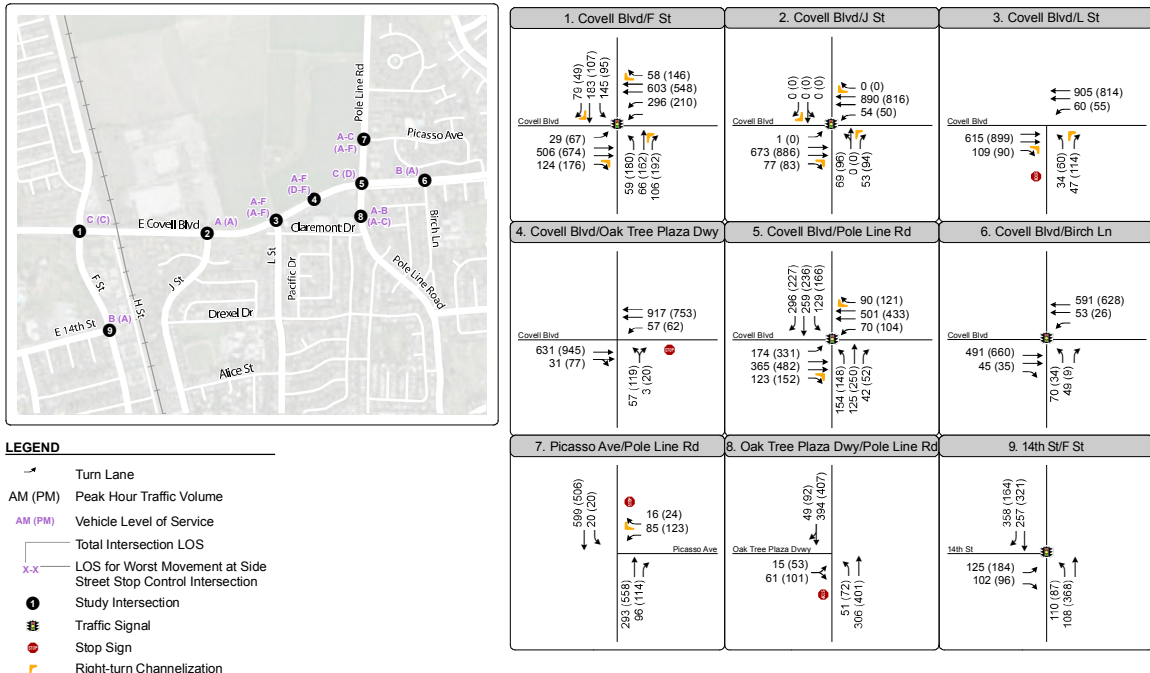 Pole Line Rd
A-C
(A-F)
7
Picasso Ave
C (D)
B (A)
5
6
A-F
(D-F)
4
A-F
(A-F)
3
A-B
(A-C)
8
C (C)
1
E Covell Blvd
A (A)
2
Claremont Dr
Birch Ln
L St
Pacific Dr
Pole Line Road
F St
H St
J St
Drexel Dr
B (A)
9
E 14th St
Alice St
LEGEND
Turn Lane
AM (PM) Peak Hour Traffic Volume
AM (PM) Vehicle Level of Service
Total Intersection LOS
X-X LOS for Worst Movement at Side
Street Stop Control Intersection
1 Study Intersection
Traffic Signal
STOP Stop Sign
Right-turn Channelization
1. Covell Blvd/F St
79 (49)
183 (107)
145 (95)
58 (146)
603 (548)
296 (210)
Covell Blvd
29 (67)
506 (674)
124 (176)
59 (180)
66 (162)
106 (192)
2. Covell Blvd/J St
0 (0)
0 (0)
0 (0)
0 (0)
890 (816)
54 (50)
Covell Blvd
1 (0)
673 (886)
77 (83)
69 (96)
0 (0)
53 (94)
3. Covell Blvd/L St
905 (814)
60 (55)
Covell Blvd
615 (899)
109 (90)
STOP
34 (60)
47 (114)
4. Covell Blvd/Oak Tree Plaza Dwy
917 (753)
57 (62)
Covell Blvd
631 (945)
31 (77)
STOP
57 (119)
3 (20)
5. Covell Blvd/Pole Line Rd
296 (227)
259 (236)
129 (166)
90 (121)
501 (433)
70 (104)
Covell Blvd
174 (331)
365 (482)
123 (152)
154 (148)
125 (250)
42 (52)
6. Covell Blvd/Birch Ln
591 (628)
53 (26)
Covell Blvd
491 (660)
45 (35)
70 (34)
49 (9)
7. Picasso Ave/Pole Line Rd
599 (506)
20 (20)
STOP
16 (24)
85 (123)
Picasso Ave
293 (558)
96 (114)
8. Oak Tree Plaza Dwy/Pole Line Rd
49 (92)
394 (407)
Oak Tree Plaza Dvwy
15 (53)
61 (101)
STOP
51 (72)
306 (401)
9. 14th St/F St
358 (164)
257 (321)
14th St
125 (184)
102 (96)
110 (87)
108 (368)